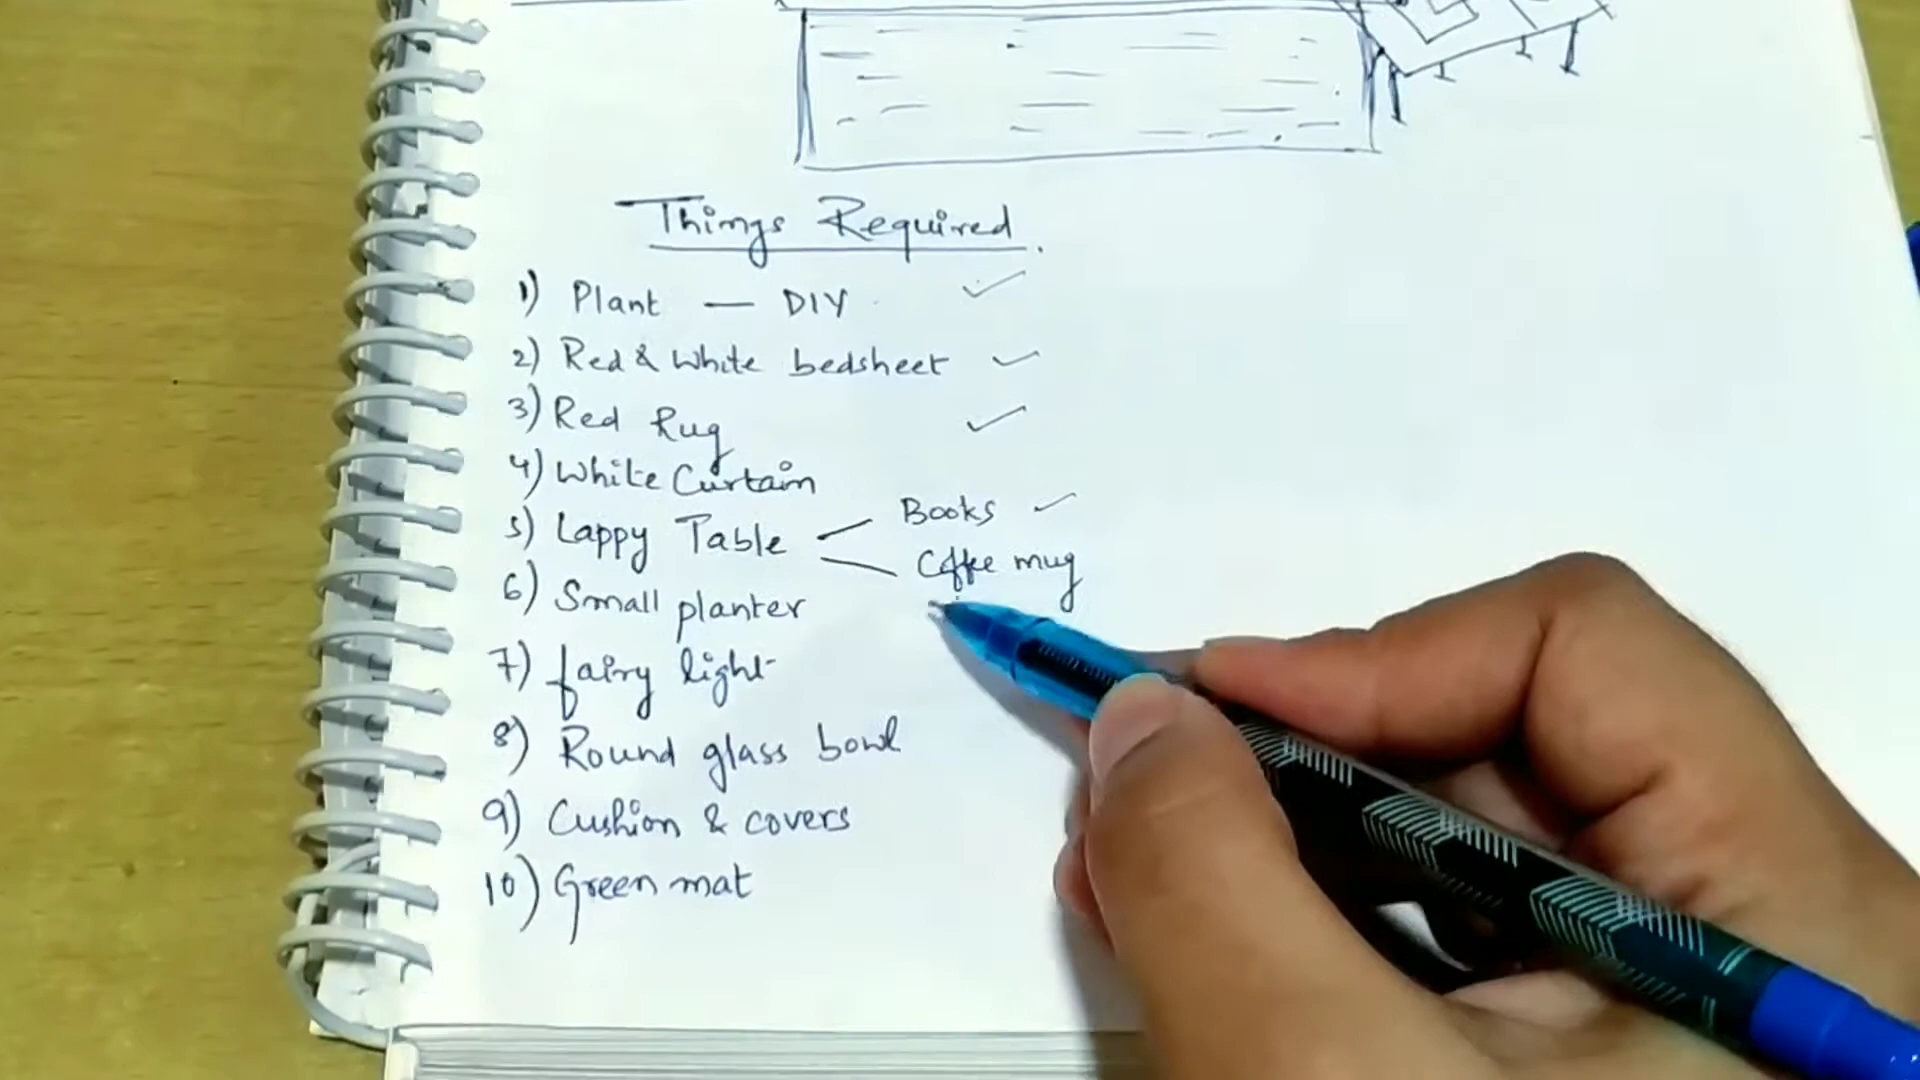 Things Required.
1) Plant — DIY ✓
2) Red & White bedsheet ✓
3) Red Rug ✓
4) White Curtain
5) Lappy Table Books ✓
Coffee mug
6) Small planter
7) fairy light
8) Round glass bowl
9) Cushion & covers
10) Green mat